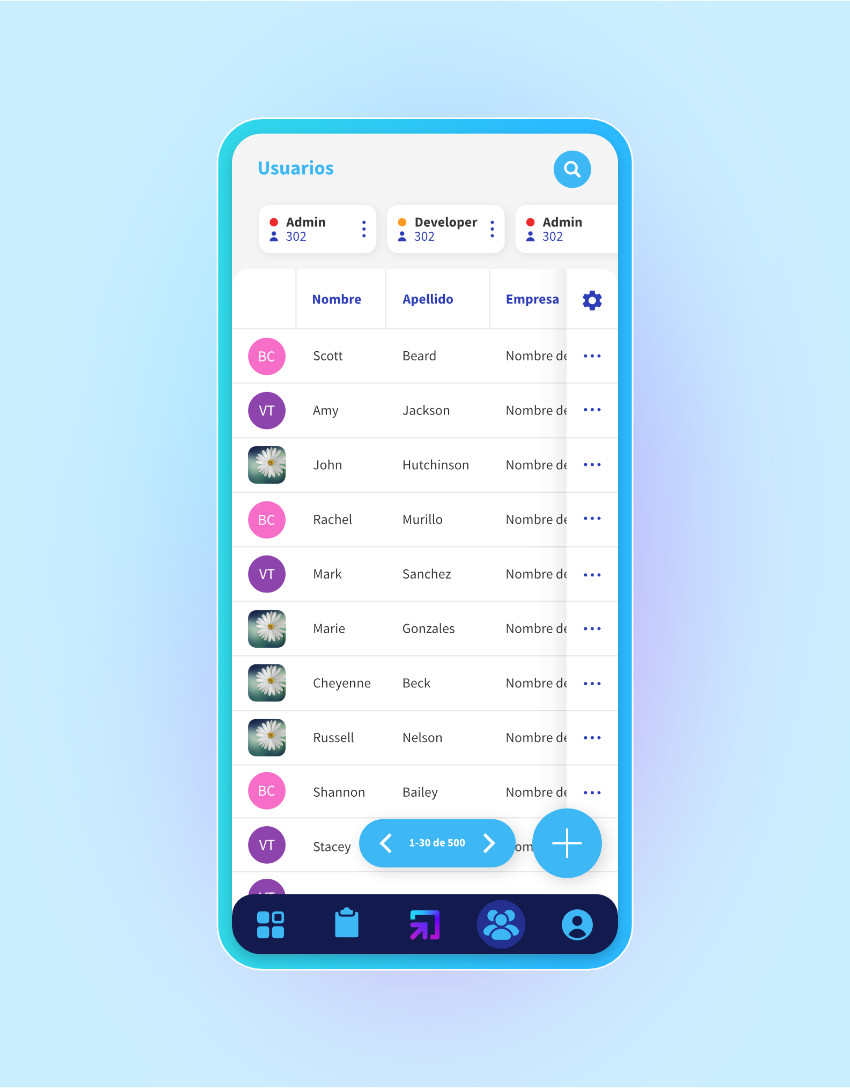 Usuarios
Admin
302
Developer
302
Admin
302
Nombre Apellido Empresa
BC Scott Beard Nombre de
VT Amy Jackson Nombre de
John Hutchinson Nombre de
BC Rachel Murillo Nombre de
VT Mark Sanchez Nombre de
Marie Gonzales Nombre de
Cheyenne Beck Nombre de
Russell Nelson Nombre de
BC Shannon Bailey Nombre de
VT Stacey
1-30 de 500